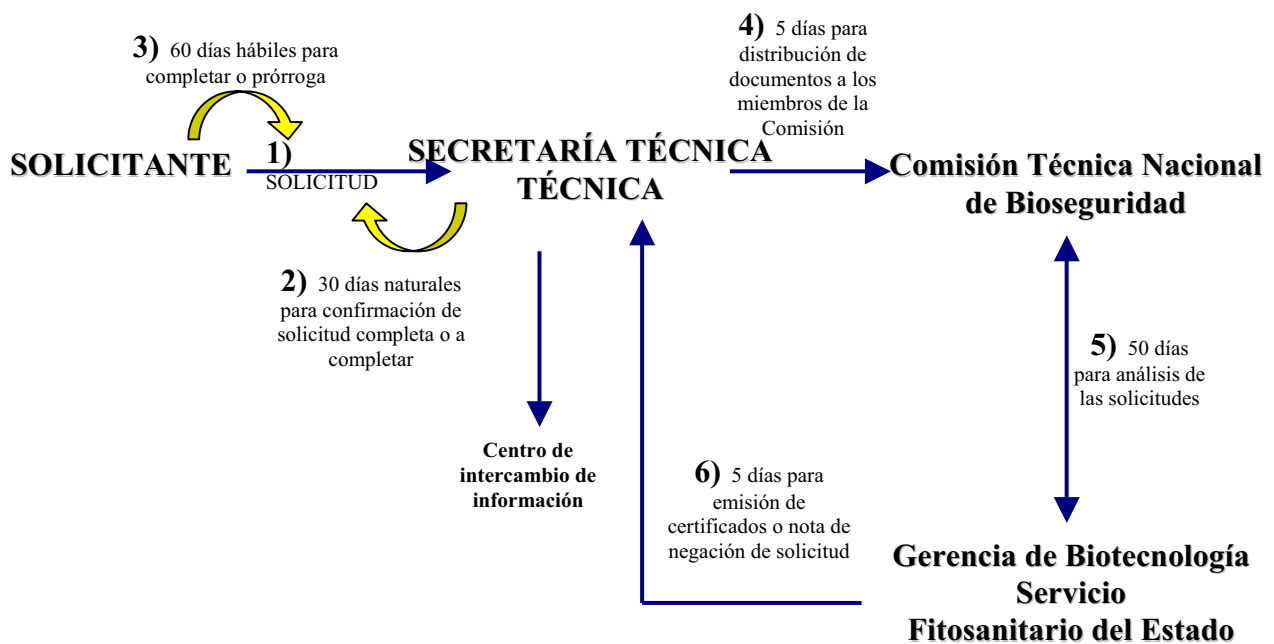 3) 60 días hábiles para
completar o prórroga
SOLICITANTE
1)
SOLICITUD
SECRETARÍA TÉCNICA
TÉCNICA
4) 5 días para
distribución de
documentos a los
miembros de la
Comisión
Comisión Técnica Nacional
de Bioseguridad
2) 30 días naturales
para confirmación de
solicitud completa o a
completar
Centro de
intercambio de
información
5) 50 días
para análisis de
las solicitudes
6) 5 días para
emisión de
certificados o nota de
negación de solicitud
Gerencia de Biotecnología
Servicio
Fitosanitario del Estado